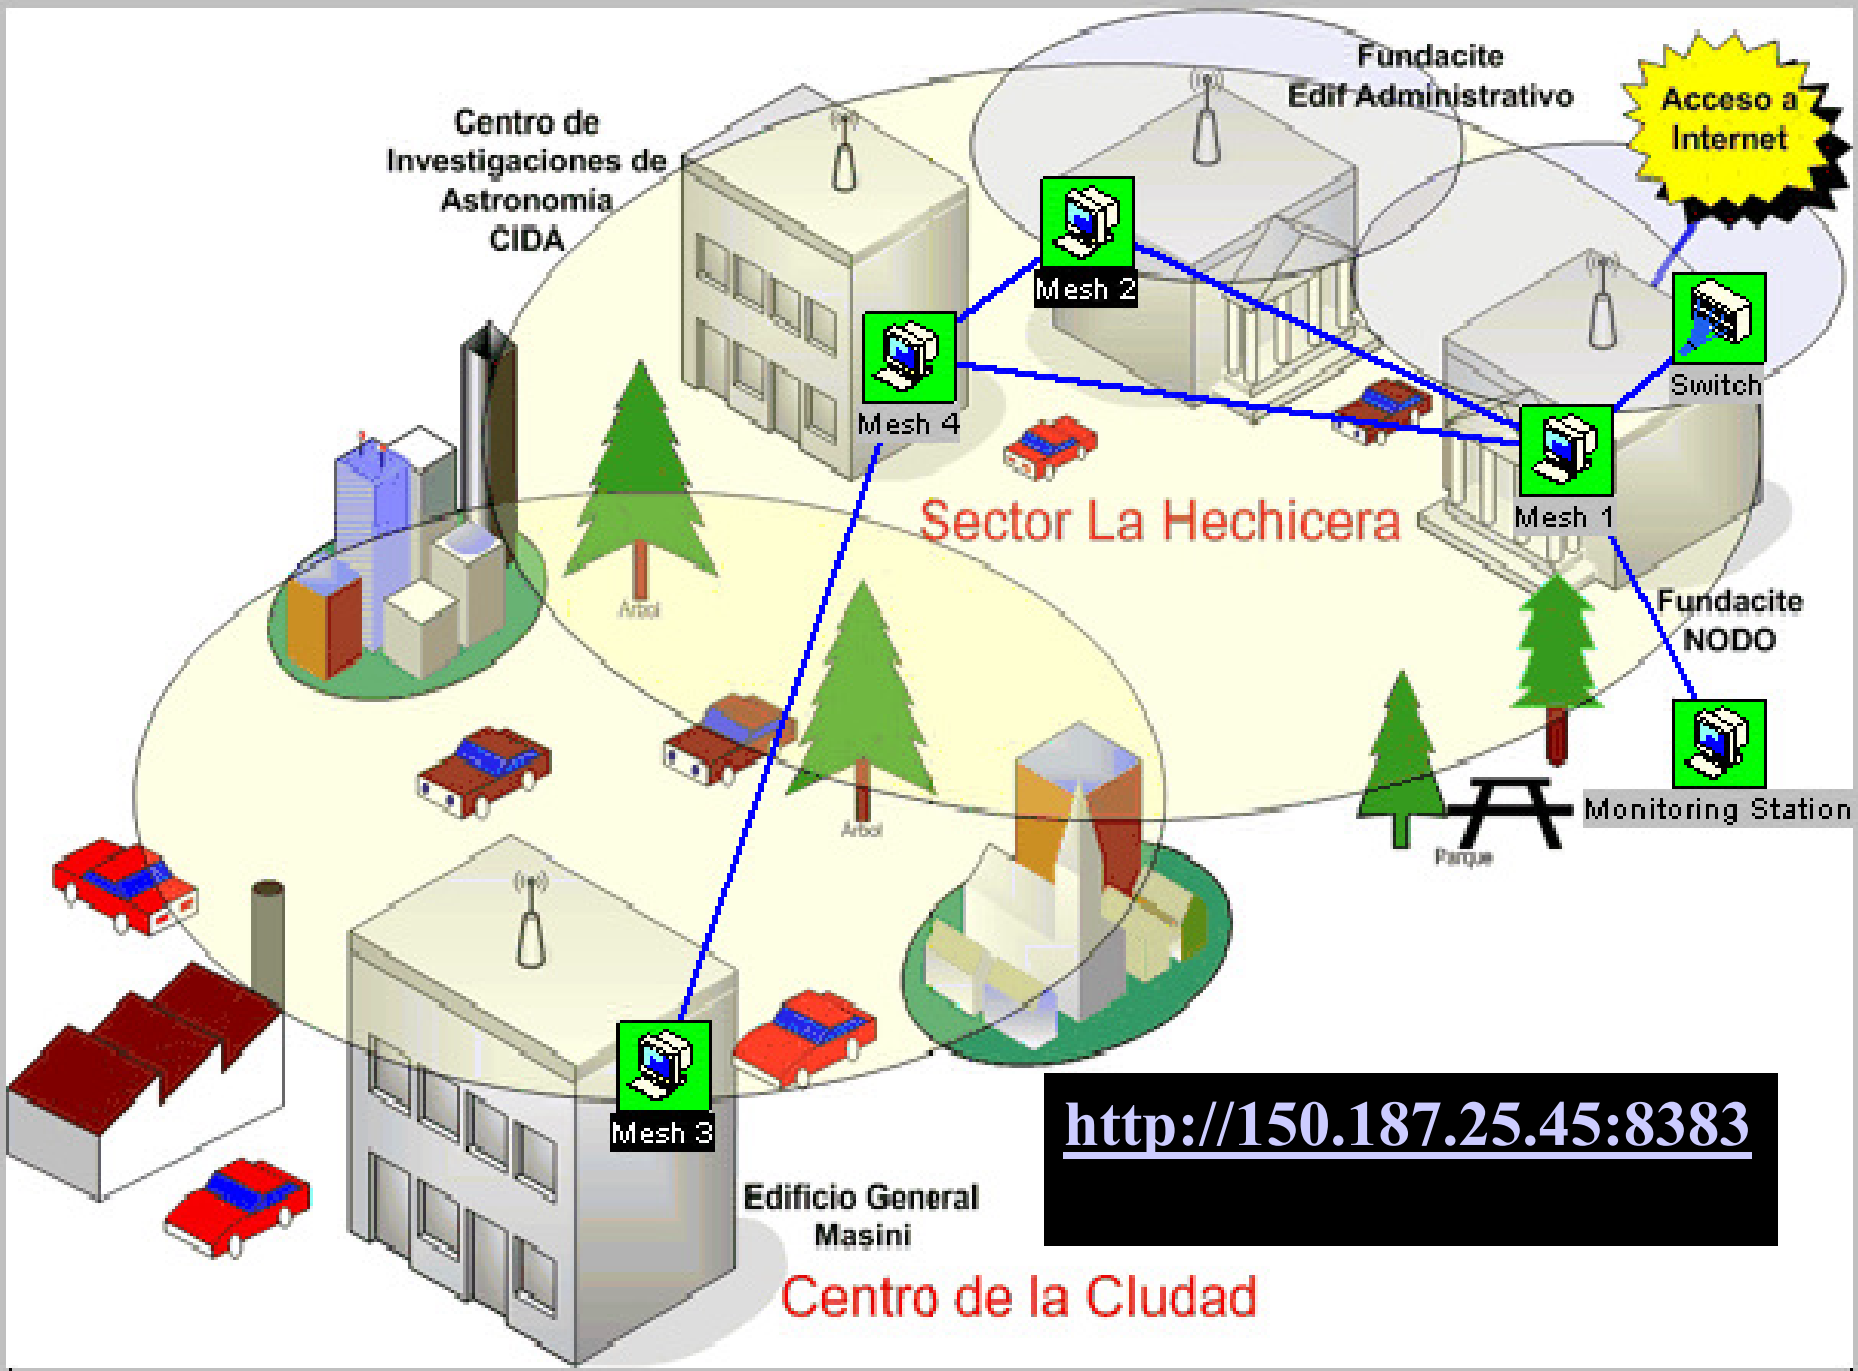 Fundacite
Edif Administrativo
Acceso a
Internet
Centro de
Investigaciones de
Astronomía
CIDA
Mesh 2
Switch
Mesh 4
Sector La Hechicera
Mesh 1
Fundacite
NODO
Arbol
Monitoring Station
Arbol
Parque
http://150.187.25.45:8383
Mesh 3
Edificio General
Masini
Centro de la CIudad